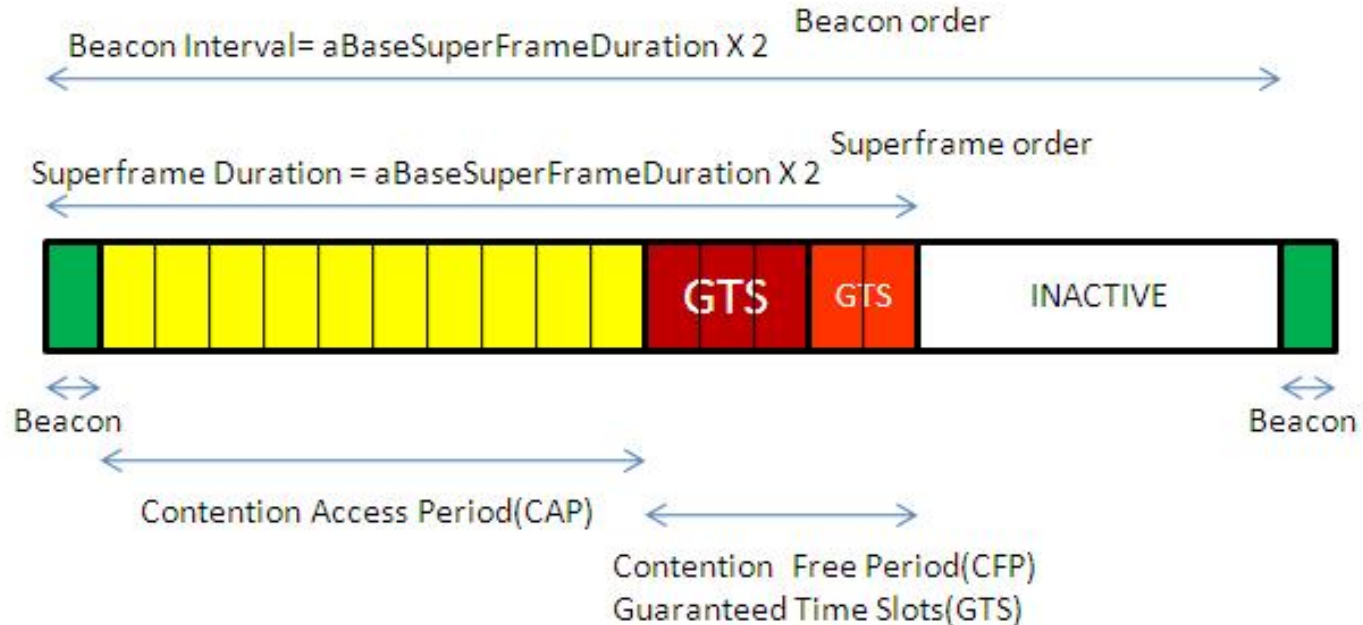 Beacon order
Beacon Interval= aBaseSuperFrameDuration X 2
Superframe order
Superframe Duration = aBaseSuperFrameDuration X 2
GTS
GTS
INACTIVE
Beacon
Beacon
Contention Access Period(CAP)
Contention Free Period(CFP)
Guaranteed Time Slots(GTS)